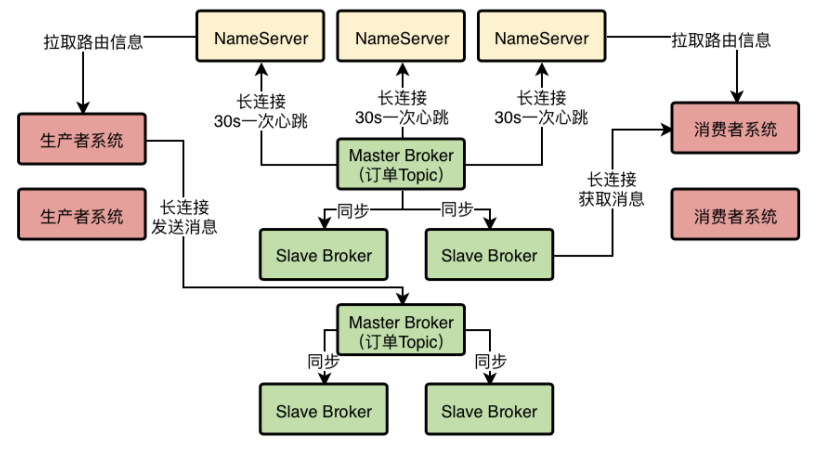 NameServer
NameServer
NameServer
拉取路由信息
拉取路由信息
长连接
30s一次心跳
长连接
30s一次心跳
长连接
30s一次心跳
生产者系统
消费者系统
Master Broker
（订单Topic）
长连接
获取消息
生产者系统
消费者系统
长连接
发送消息
同步
同步
Slave Broker
Slave Broker
Master Broker
（订单Topic）
同步
同步
Slave Broker
Slave Broker